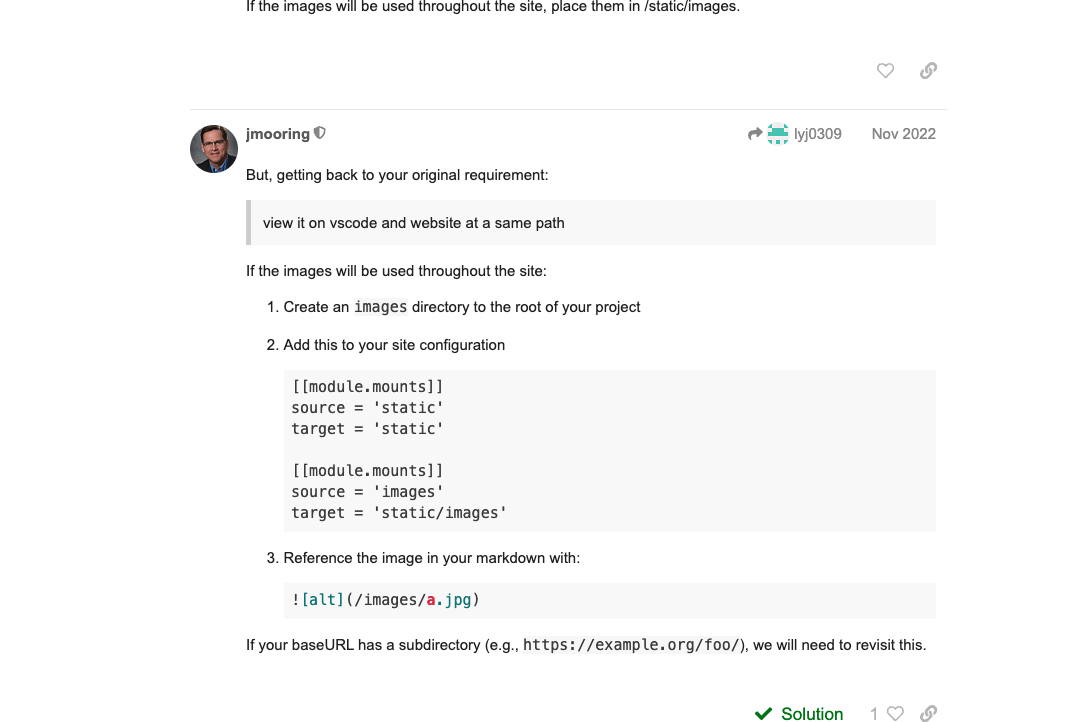 If the images will be used throughout the site, place them in /static/images.
jmooring lyj0309 Nov 2022
But, getting back to your original requirement:
view it on vscode and website at a same path
If the images will be used throughout the site:
1. Create an images directory to the root of your project
2. Add this to your site configuration
[[module.mounts]]
source = 'static'
target = 'static'
[[module.mounts]]
source = 'images'
target = 'static/images'
3. Reference the image in your markdown with:
![alt](/images/a.jpg)
If your baseURL has a subdirectory (e.g., https://example.org/foo/), we will need to revisit this.
Solution 1